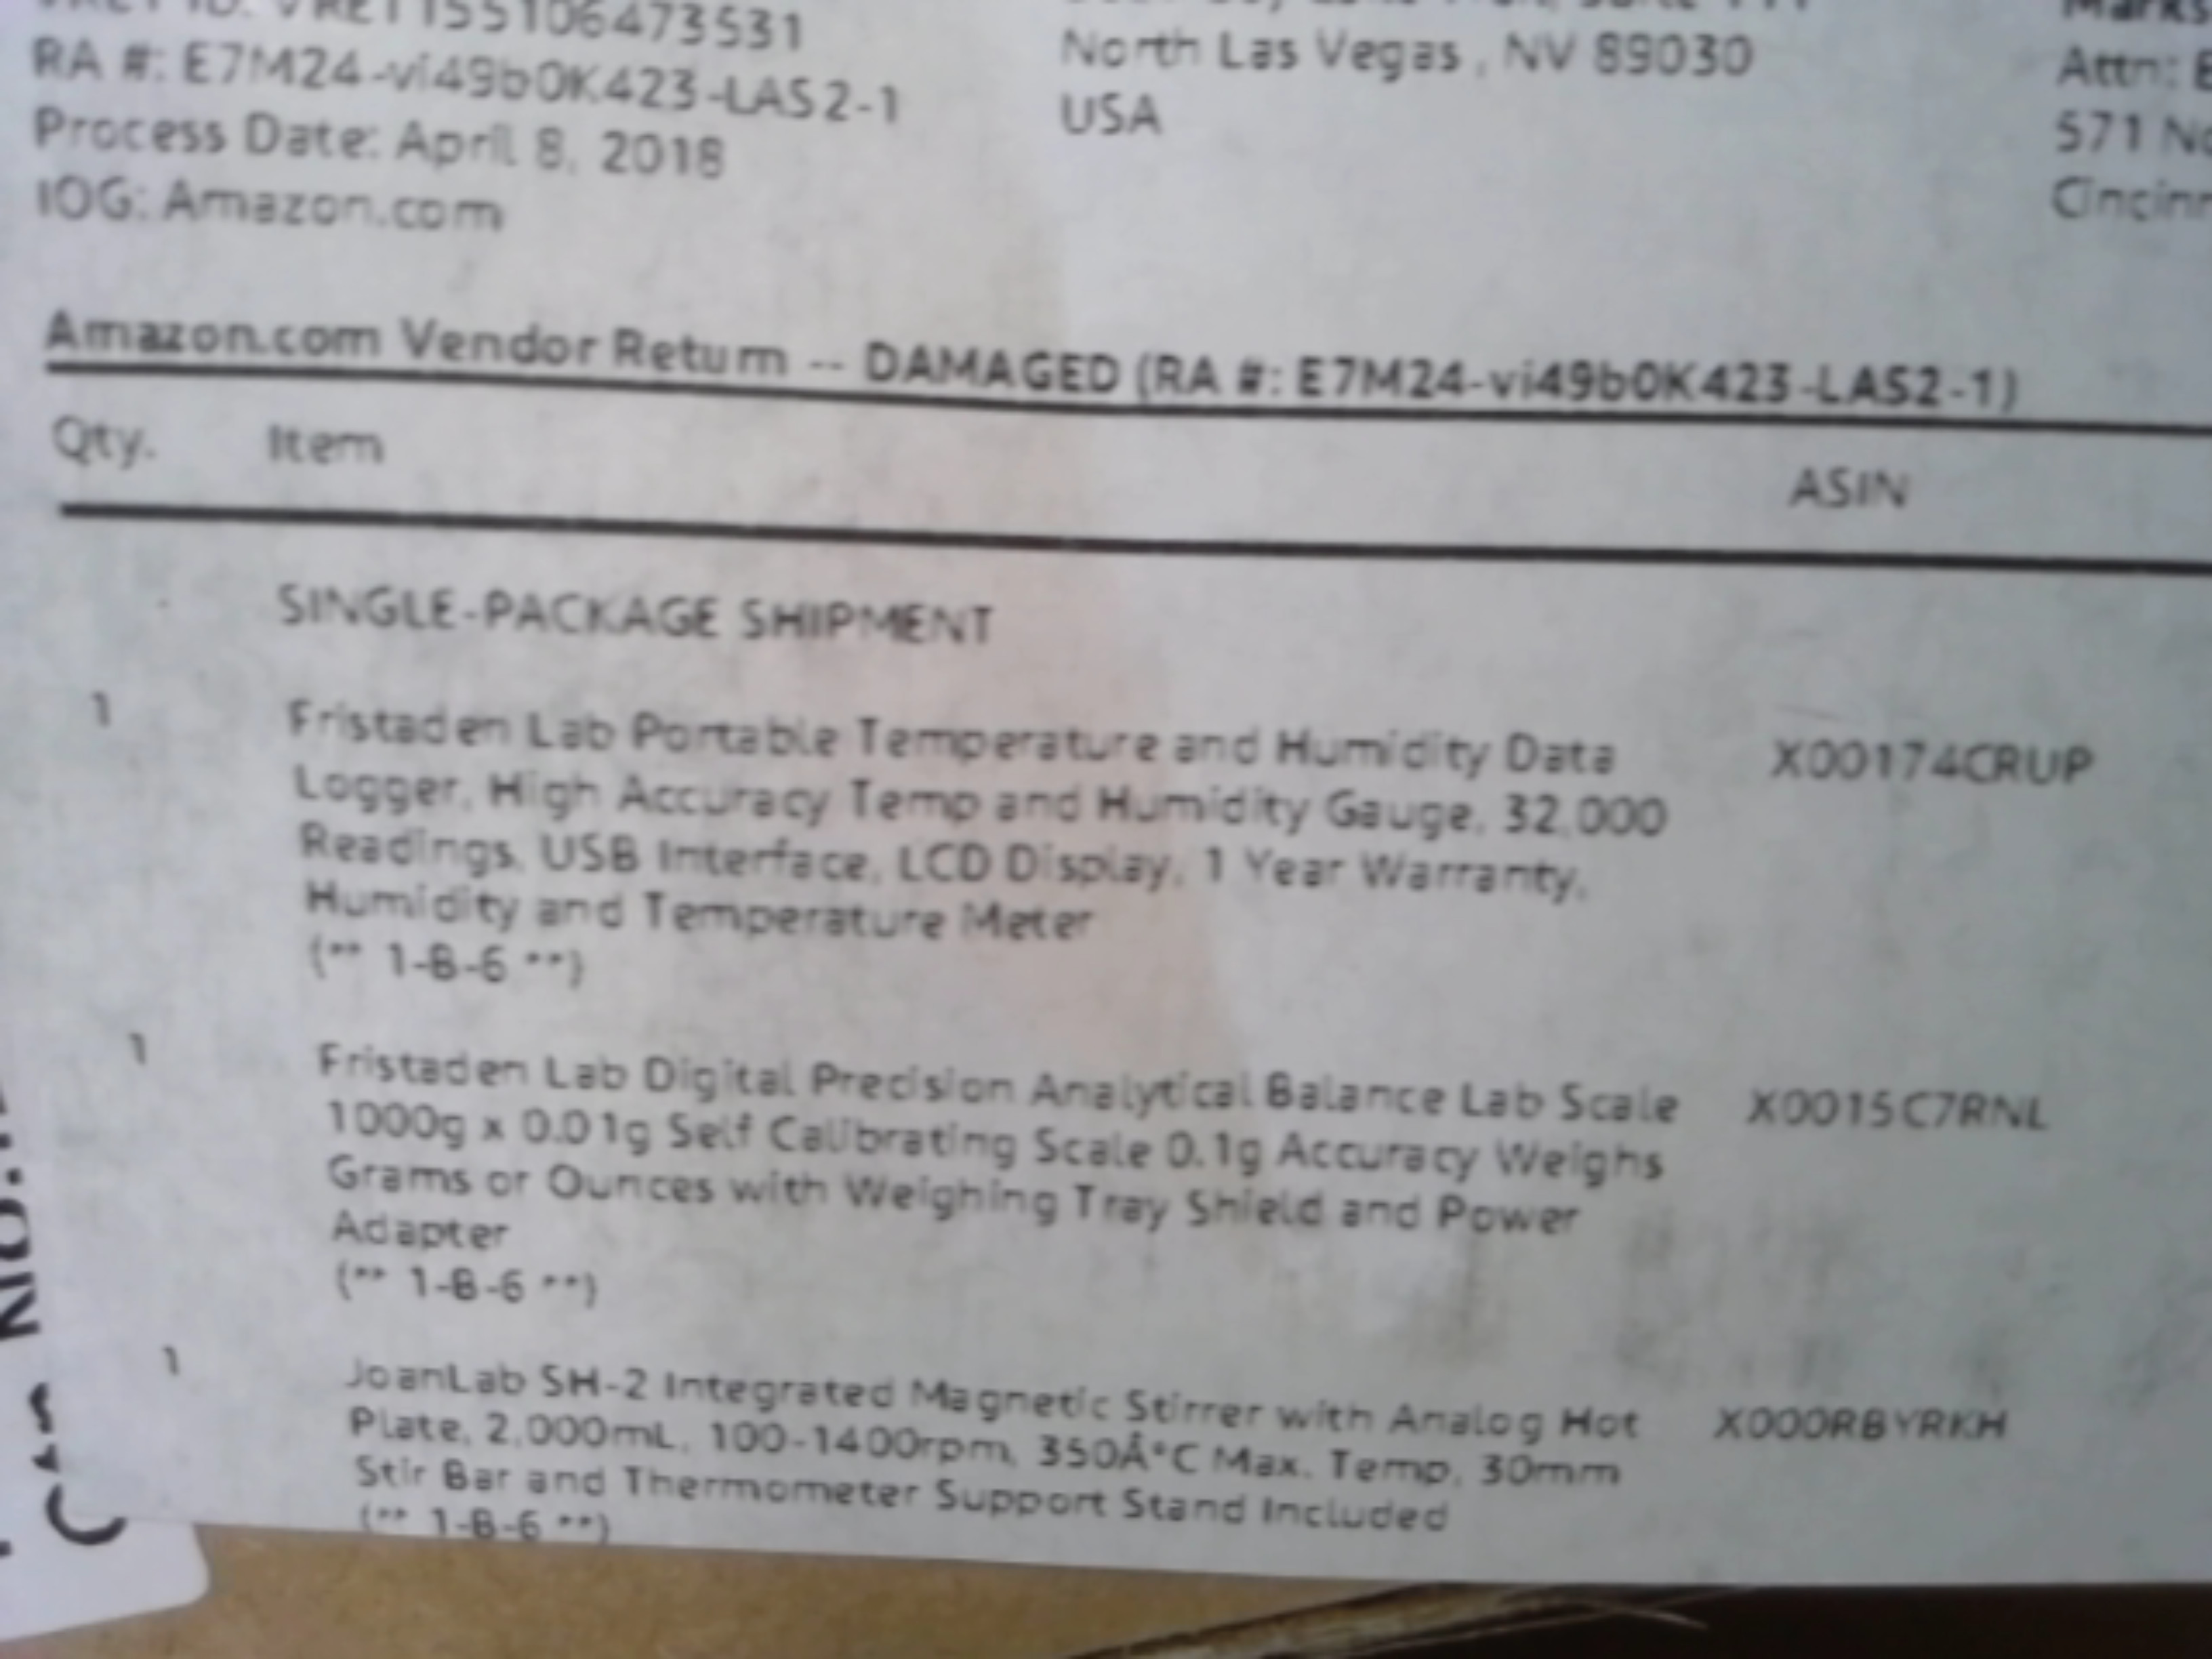 RA #: E7M24-vi49b0K423-LAS2-1
Process Date: April 8, 2018
IOG: Amazon.com
North Las Vegas , NV 89030
USA
Attn:
571
Amazon.com Vendor Return -- DAMAGED (RA #: E7M24-vi49b0K423-LAS2-1)
Qty. Item ASIN
SINGLE-PACKAGE SHIPMENT
1 Fristaden Lab Portable Temperature and Humidity Data X00174CRUP
Logger, High Accuracy Temp and Humidity Gauge, 32,000
Readings, USB Interface, LCD Display, 1 Year Warranty,
Humidity and Temperature Meter
(** 1-B-6 **)
1 Fristaden Lab Digital Precision Analytical Balance Lab Scale X0015C7RNL
1000g x 0.01g Self Calibrating Scale 0.1g Accuracy Weighs
Grams or Ounces with Weighing Tray Shield and Power
Adapter
(** 1-B-6 **)
1 JoanLab SH-2 Integrated Magnetic Stirrer with Analog Hot X000RBYRKH
Plate, 2,000mL, 100-1400rpm, 350Â°C Max. Temp, 30mm
Stir Bar and Thermometer Support Stand Included
(** 1-B-6 **)